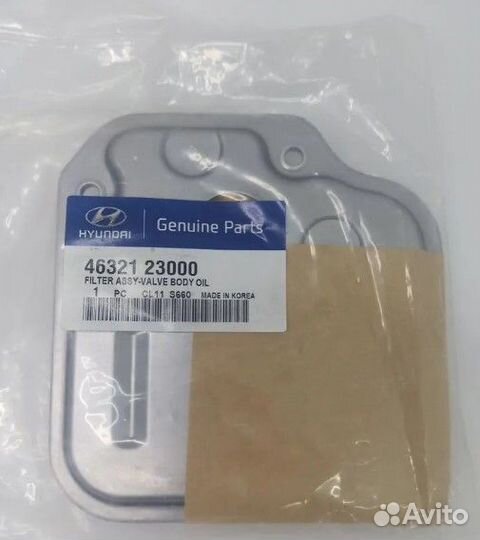 HYUNDAI
Genuine Parts
46321 23000
FILTER ASSY-VALVE BODY OIL
1 PC CL11 S660 MADE IN KOREA
Avito